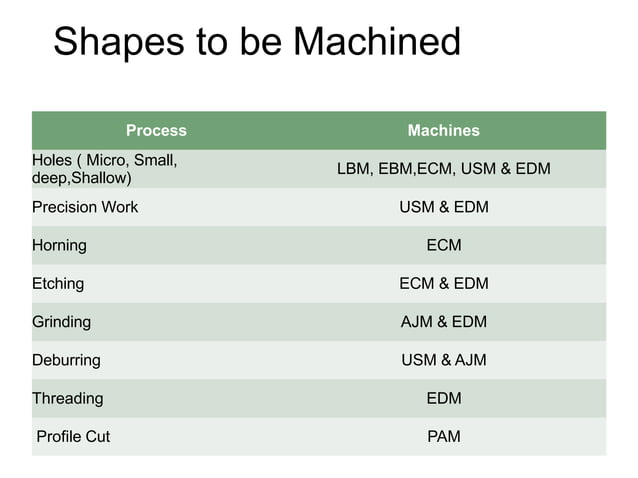 Shapes to be Machined
Process Machines
Holes ( Micro, Small,
deep,Shallow) LBM, EBM,ECM, USM & EDM
Precision Work USM & EDM
Horning ECM
Etching ECM & EDM
Grinding AJM & EDM
Deburring USM & AJM
Threading EDM
Profile Cut PAM